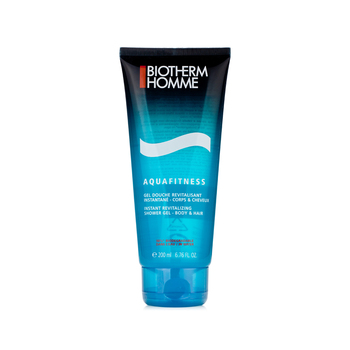 BIOTHERM
HOMME
AQUAFITNESS
GEL DOUCHE REVITALISANT
INSTANTANÉ - CORPS & CHEVEUX
INSTANT REVITALIZING
SHOWER GEL - BODY & HAIR
℮ 200 ml 6.76 FL. OZ.